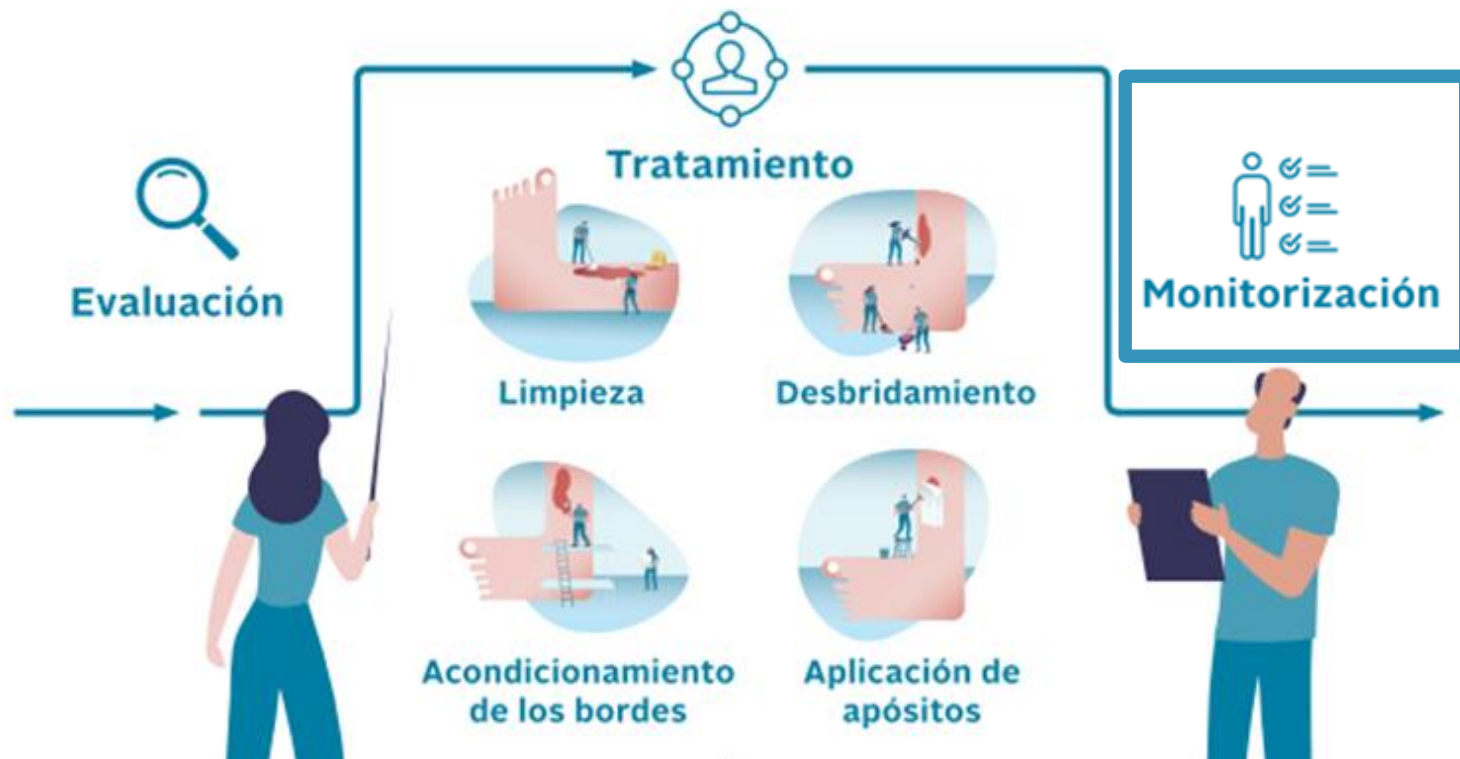 Tratamiento
Evaluación
Monitorización
Limpieza
Desbridamiento
Acondicionamiento
de los bordes
Aplicación de
apósitos